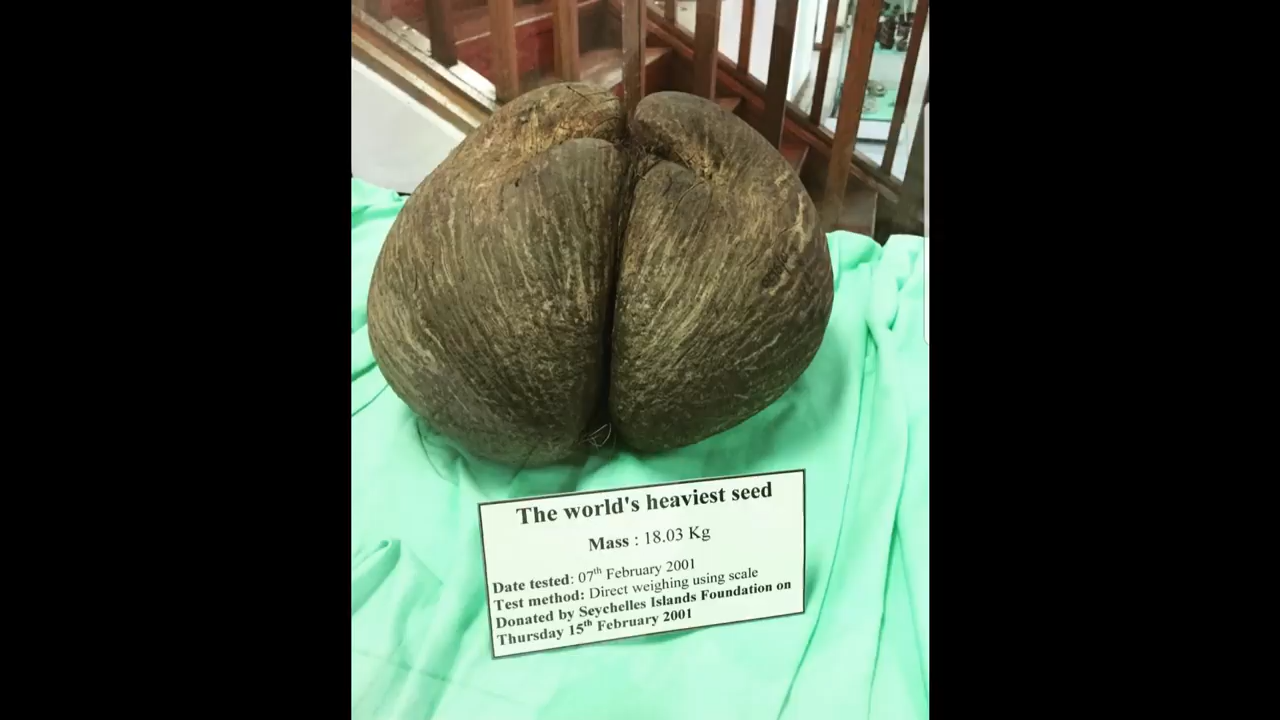 The world's heaviest seed
Mass : 18.03 Kg
Date tested: 07th February 2001
Test method: Direct weighing using scale
Donated by Seychelles Islands Foundation on
Thursday 15th February 2001